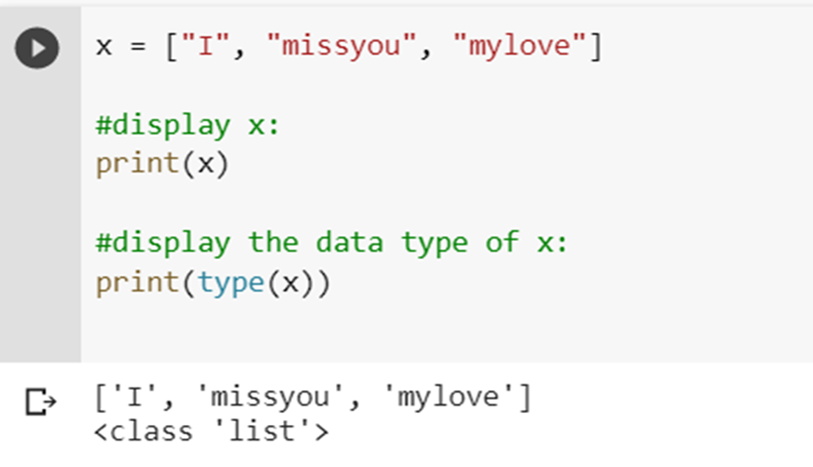 x = ["I", "missyou", "mylove"]
#display x:
print(x)
#display the data type of x:
print(type(x))
['I', 'missyou', 'mylove']
<class 'list'>